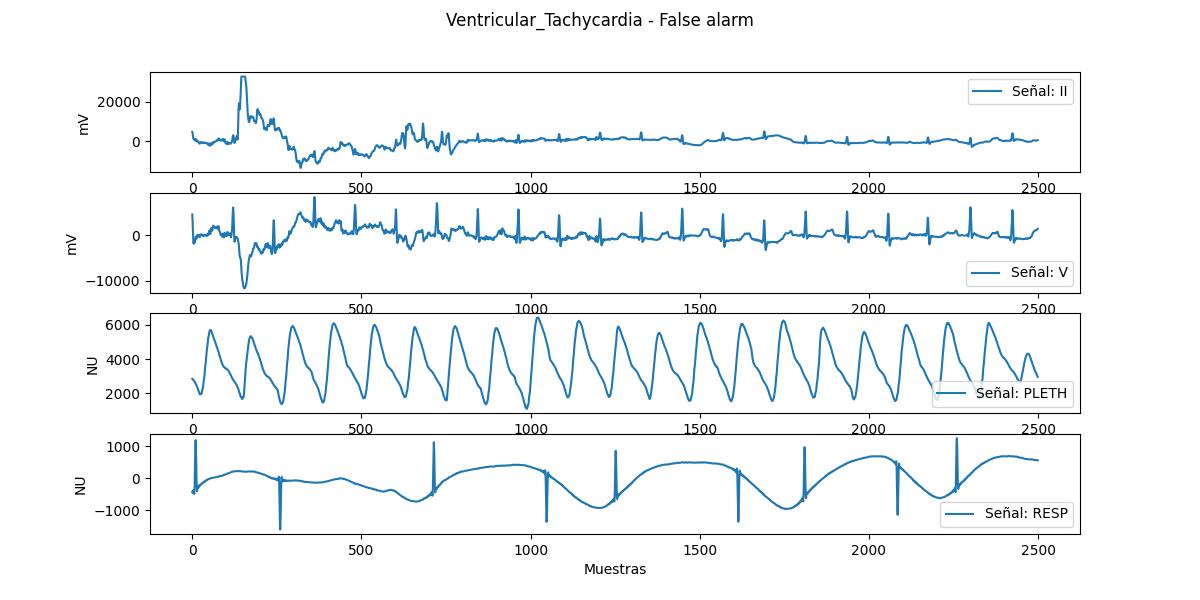 Ventricular_Tachycardia - False alarm
20000
0
mV
Señal: II
0 500 1000 1500 2000 2500
0
−10000
mV
Señal: V
0 500 1000 1500 2000 2500
6000
4000
2000
NU
Señal: PLETH
0 500 1000 1500 2000 2500
1000
0
−1000
NU
Señal: RESP
0 500 1000 1500 2000 2500
Muestras